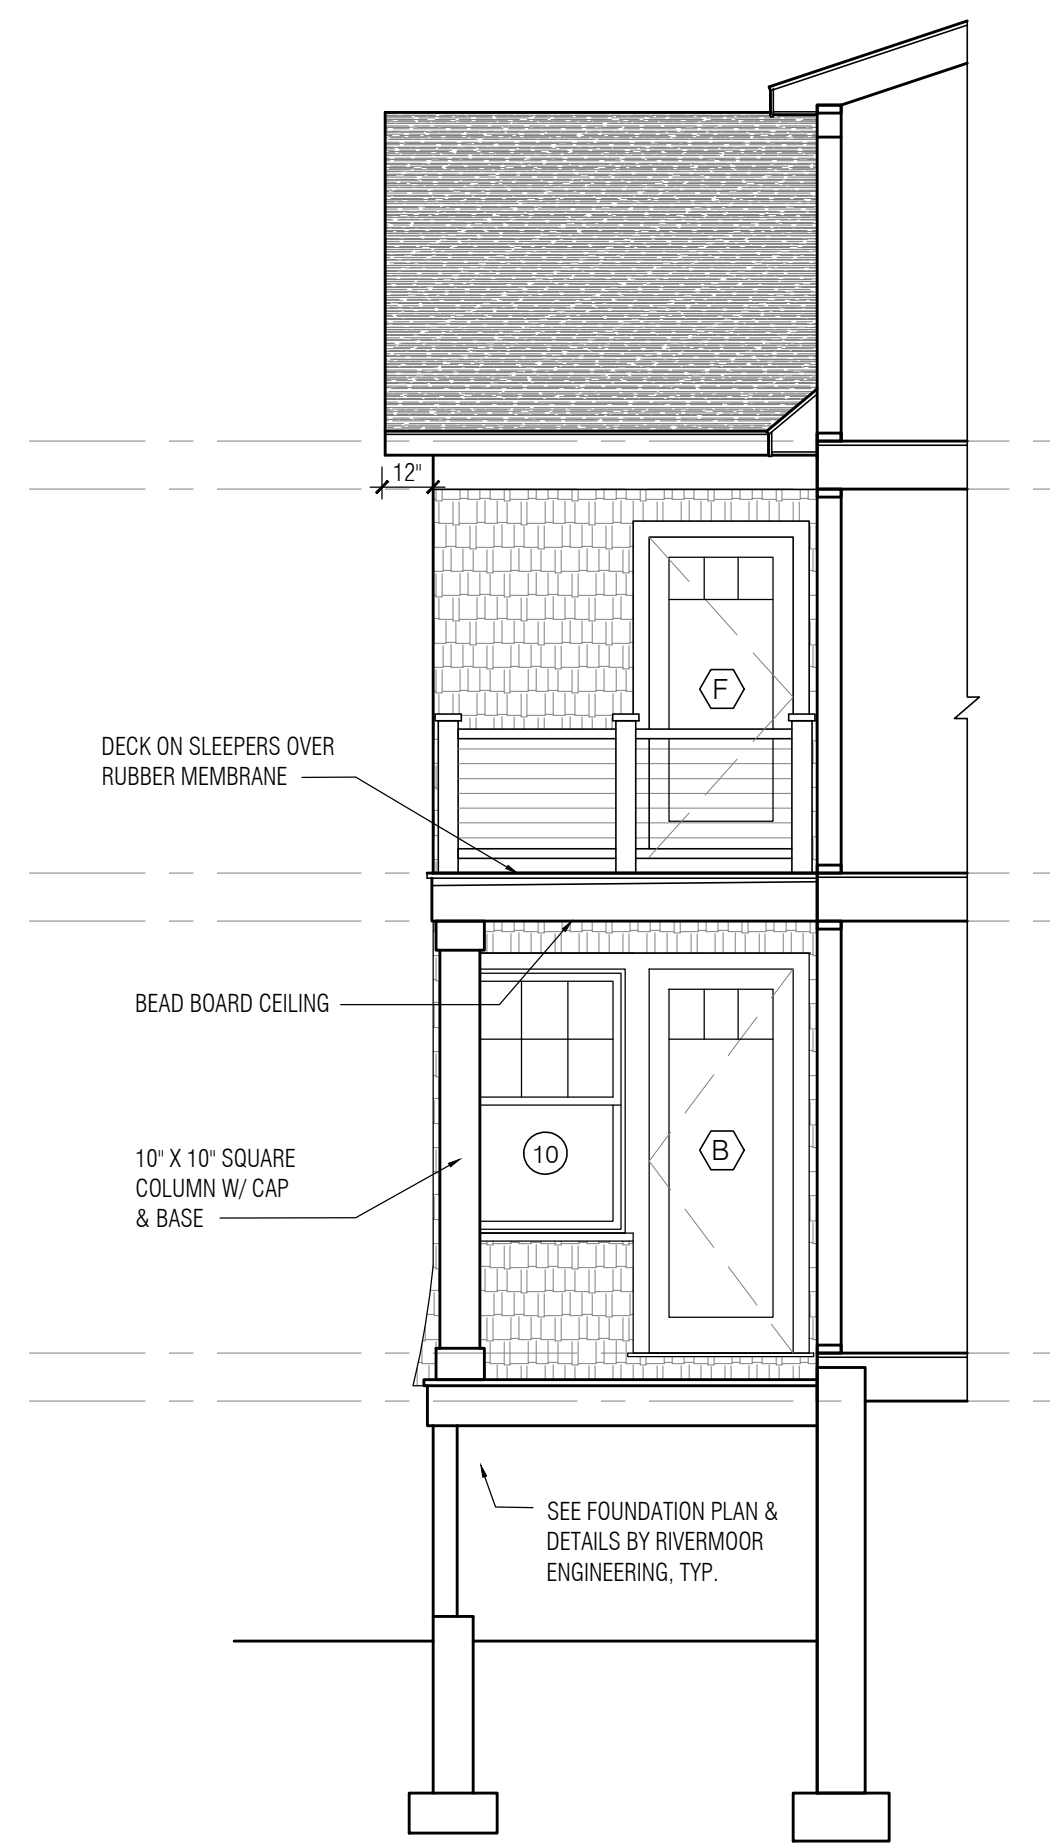 12"
F
DECK ON SLEEPERS OVER
RUBBER MEMBRANE
BEAD BOARD CEILING
10
B
10" X 10" SQUARE
COLUMN W/ CAP
& BASE
SEE FOUNDATION PLAN &
DETAILS BY RIVERMOOR
ENGINEERING, TYP.